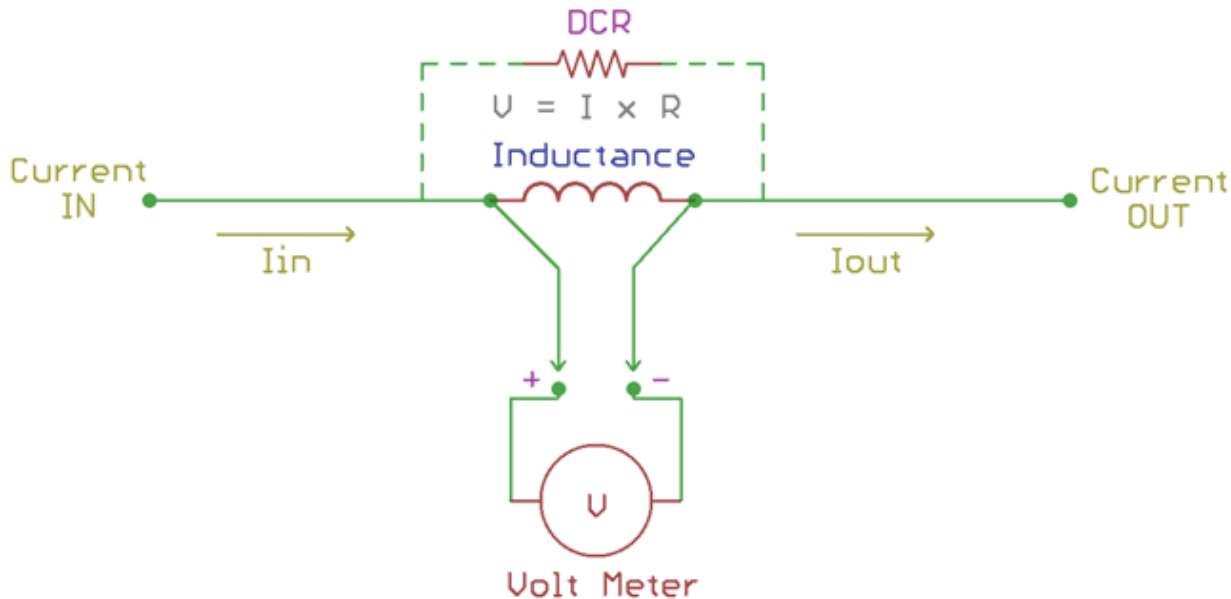 DCR
V = I x R
Inductance
Current
IN
Current
OUT
Iin
Iout
+
-
V
Volt Meter